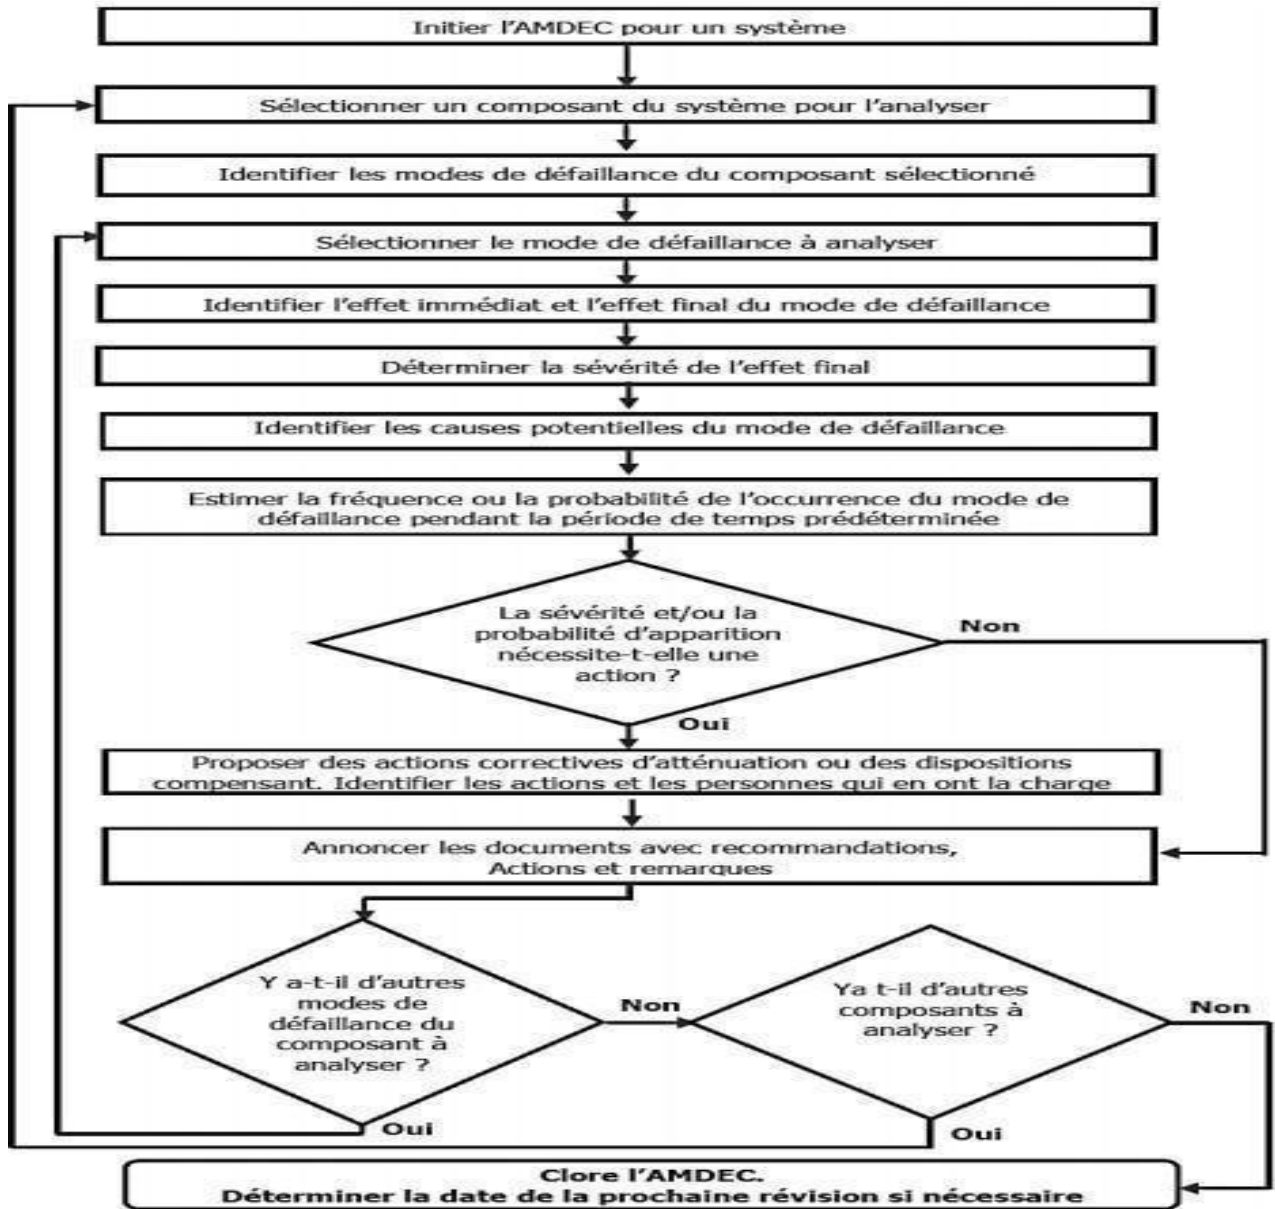 Initier l'AMDEC pour un système
Sélectionner un composant du système pour l'analyser
Identifier les modes de défaillance du composant sélectionné
Sélectionner le mode de défaillance à analyser
Identifier l'effet immédiat et l'effet final du mode de défaillance
Déterminer la sévérité de l'effet final
Identifier les causes potentielles du mode de défaillance
Estimer la fréquence ou la probabilité de l'occurrence du mode de
défaillance pendant la période de temps prédéterminée
La sévérité et/ou la
probabilité d'apparition
nécessite-t-elle une
action ?
Non
Oui
Proposer des actions correctives d'atténuation ou des dispositions
compensant. Identifier les actions et les personnes qui en ont la charge
Annoncer les documents avec recommandations,
Actions et remarques
Y a-t-il d'autres
modes de
défaillance du
composant à
analyser ?
Non
Oui
Ya t-il d'autres
composants à
analyser ?
Non
Oui
Clore l'AMDEC.
Déterminer la date de la prochaine révision si nécessaire